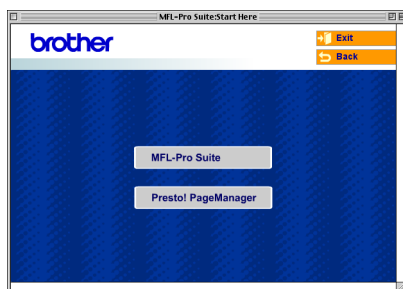 MFL-Pro Suite:Start Here
brother
Exit
Back
MFL-Pro Suite
Presto! PageManager